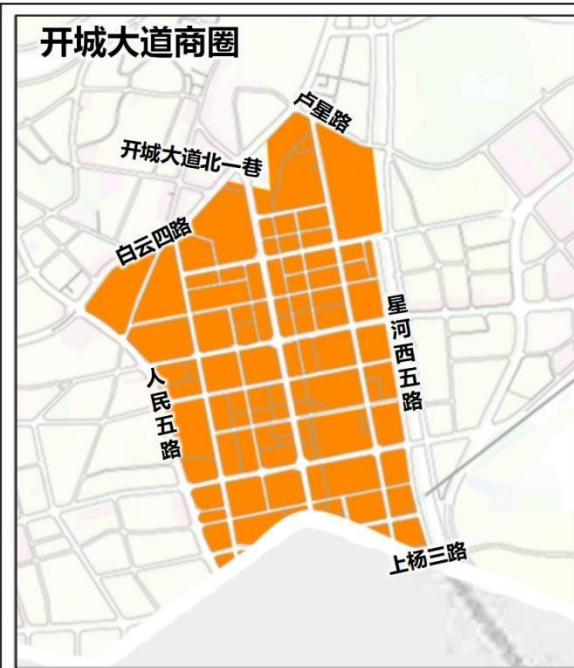 开城大道商圈
卢星路
开城大道北一巷
白云四路
星河西五路
人民五路
上杨三路